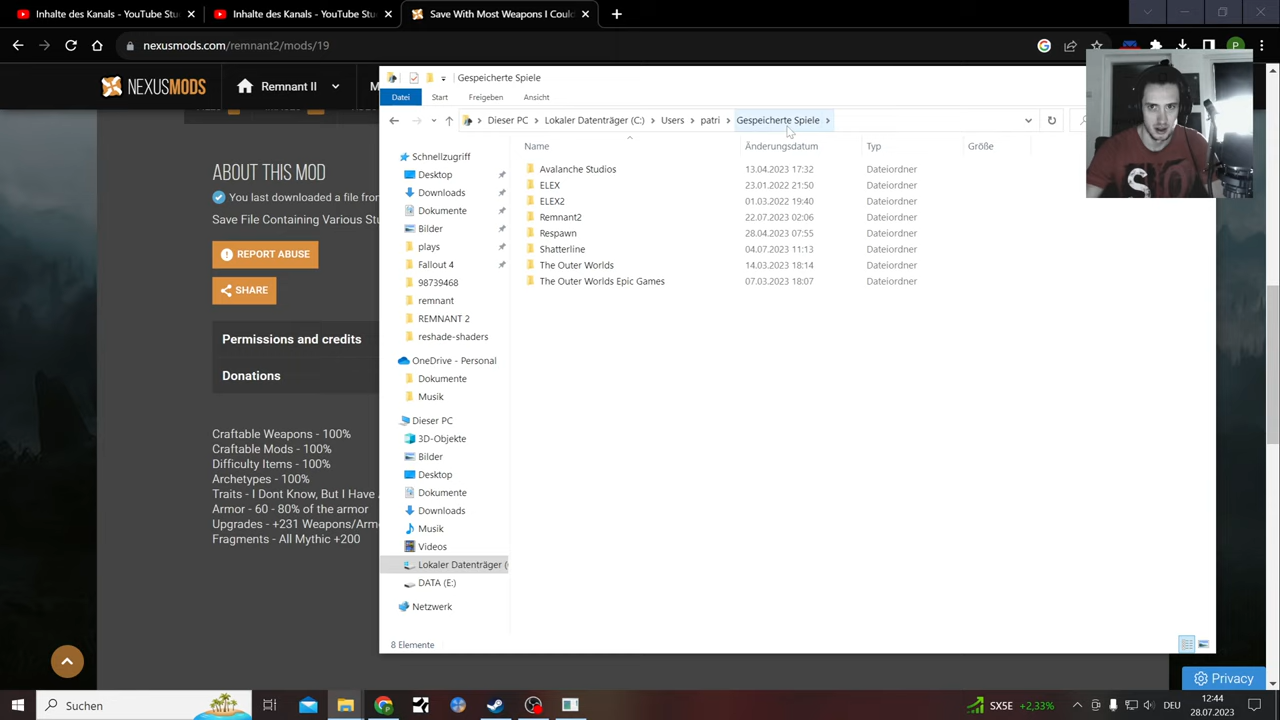 Inhalte des Kanals - YouTube Stu
Inhalte des Kanals - YouTube Stu
Save With Most Weapons I Could
nexusmods.com/remnant2/mods/19
P
NEXUSMODS
Remnant II
M
ABOUT THIS MOD
You last downloaded a file from
Save File Containing Various Stu
REPORT ABUSE
SHARE
Permissions and credits
Donations
Craftable Weapons - 100%
Craftable Mods - 100%
Difficulty Items - 100%
Archetypes - 100%
Traits - I Dont Know, But I Have
Armor - 60 - 80% of the armor
Upgrades - +231 Weapons/Arm
Fragments - All Mythic +200
Gespeicherte Spiele
Datei Start Freigeben Ansicht
Dieser PC Lokaler Datenträger (C:) Users patri Gespeicherte Spiele
Schnellzugriff
Desktop
Downloads
Dokumente
Bilder
plays
Fallout 4
98739468
remnant
REMNANT 2
reshade-shaders
OneDrive - Personal
Dokumente
Musik
Dieser PC
3D-Objekte
Bilder
Desktop
Dokumente
Downloads
Musik
Videos
Lokaler Datenträger (
DATA (E:)
Netzwerk
Name Änderungsdatum Typ Größe
Avalanche Studios 13.04.2023 17:32 Dateiordner
ELEX 23.01.2022 21:50 Dateiordner
ELEX2 01.03.2022 19:40 Dateiordner
Remnant2 22.07.2023 02:06 Dateiordner
Respawn 28.04.2023 07:55 Dateiordner
Shatterline 04.07.2023 11:13 Dateiordner
The Outer Worlds 14.03.2023 18:14 Dateiordner
The Outer Worlds Epic Games 07.03.2023 18:07 Dateiordner
8 Elemente
Privacy
Suchen
SX5E +2,33%
DEU
12:44
28.07.2023